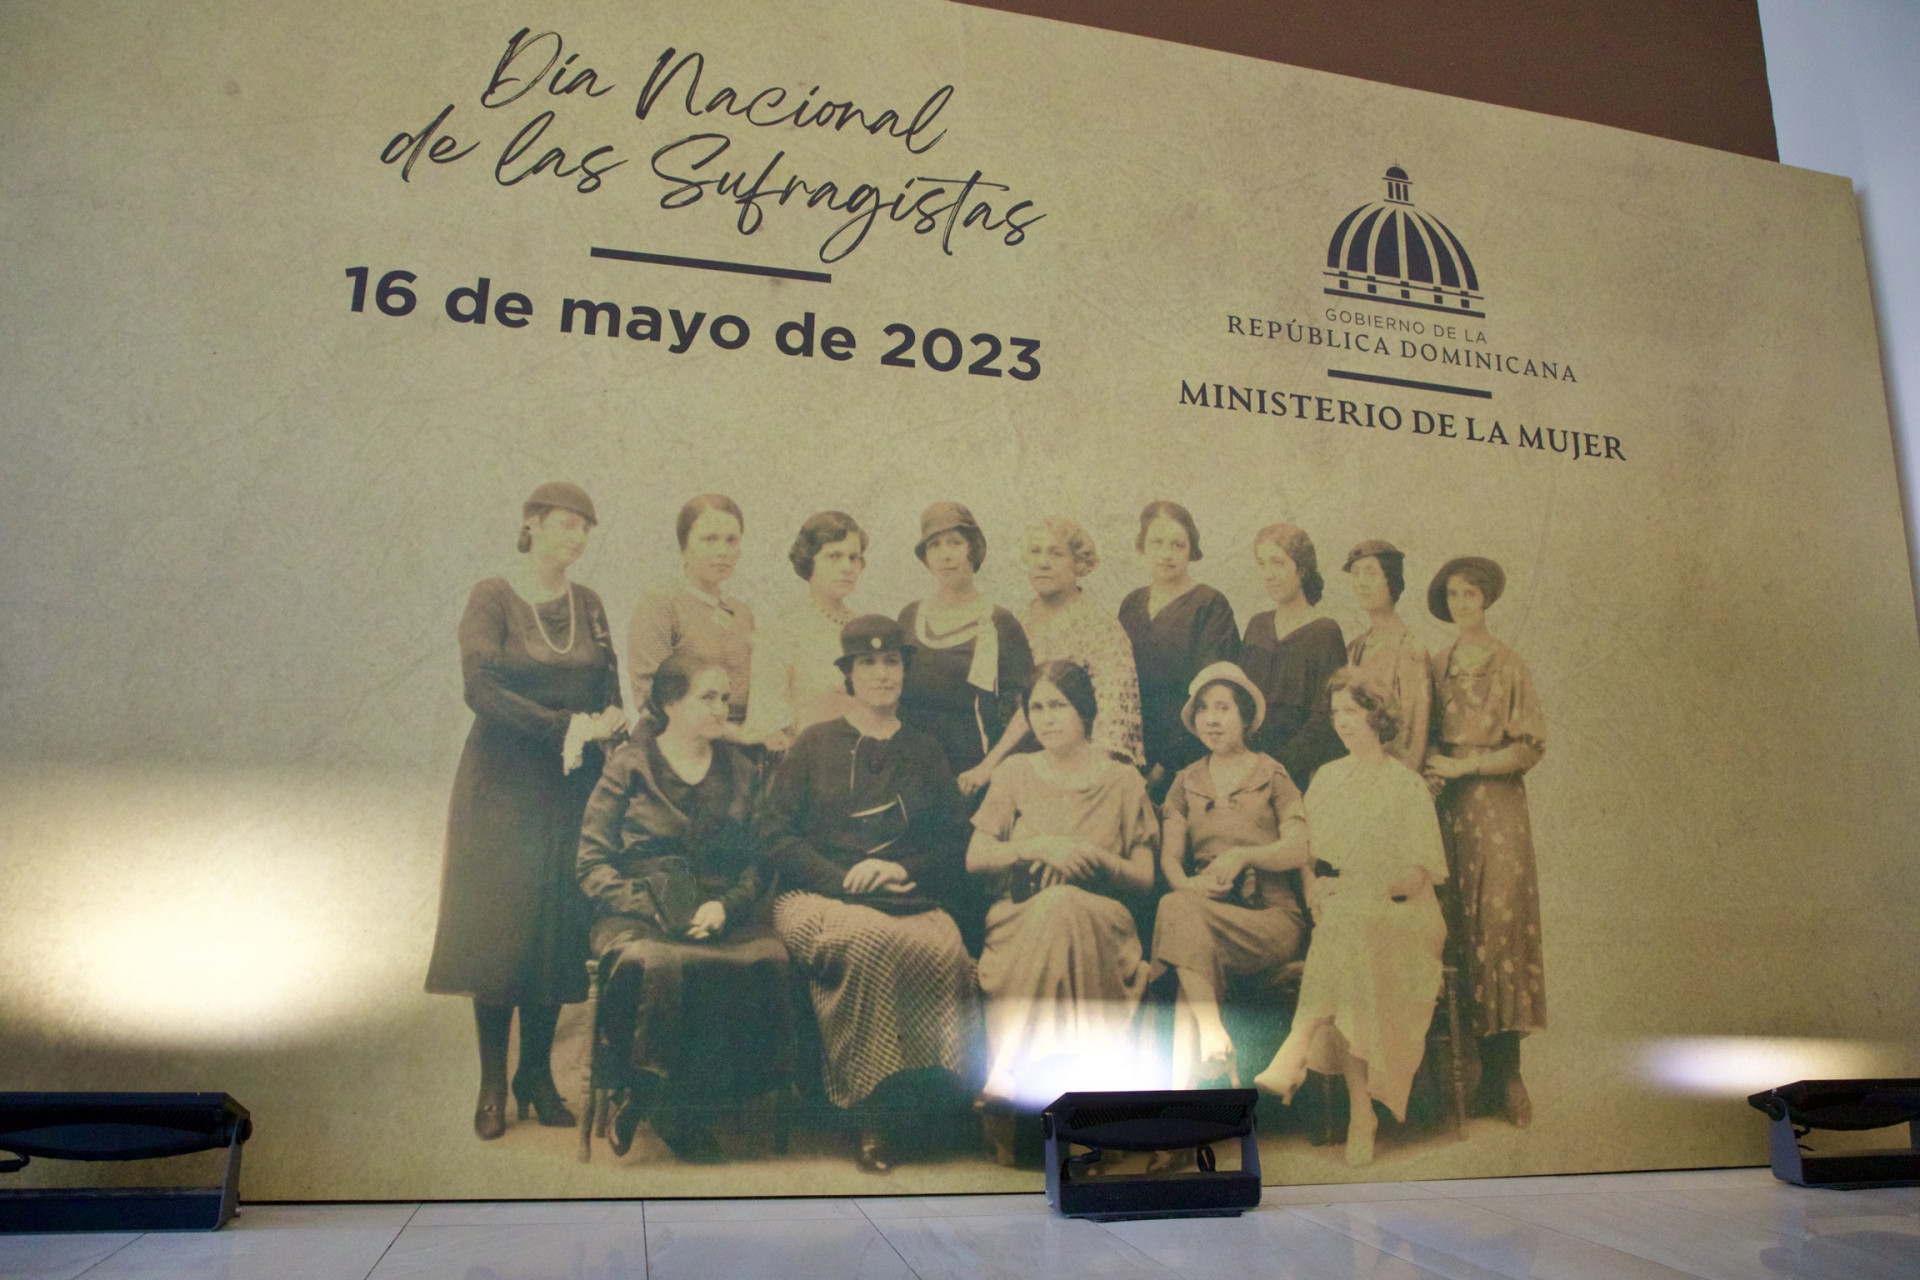 Día Nacional
de las Sufragistas
16 de mayo de 2023
GOBIERNO DE LA
REPÚBLICA DOMINICANA
MINISTERIO DE LA MUJER